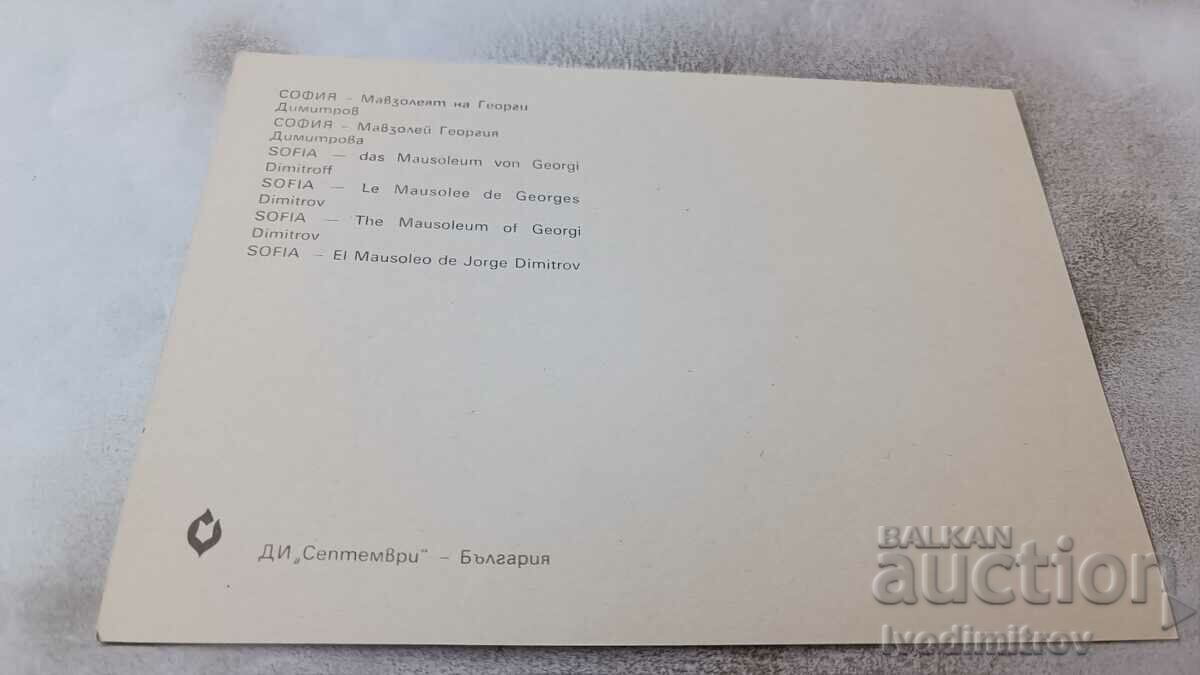 СОФИЯ - Мавзолеят на Георги
Димитров
СОФИЯ - Мавзолей Георгия
Димитрова
SOFIA — das Mausoleum von Georgi
Dimitroff
SOFIA — Le Mausolee de Georges
Dimitrov
SOFIA — The Mausoleum of Georgi
Dimitrov
SOFIA — El Mausoleo de Jorge Dimitrov
ДИ „Септември“ - България
BALKAN
auction
Ivodimitrov